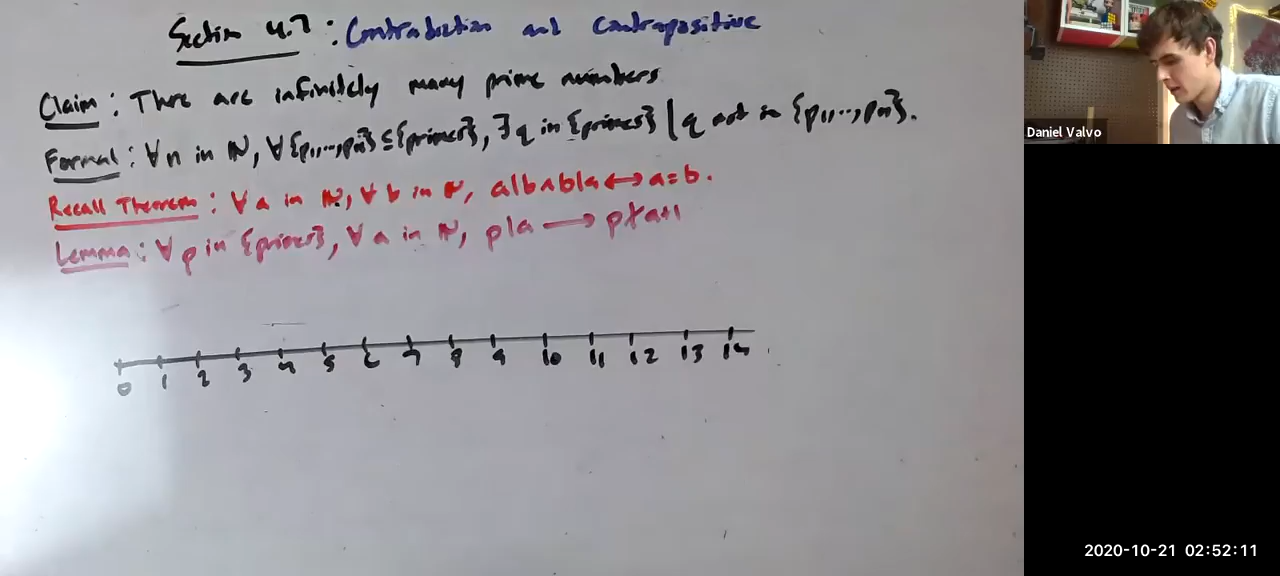 Section 4.7: Contradiction and contrapositive
Claim: There are infinitely many prime numbers
Formal: ∀n in ℕ, ∀{p1,...,pn}⊆{primes}, ∃q in {primes} | q not in {p1,...,pn}.
Recall Theorem: ∀a in ℕ, ∀b in ℕ, a|b∧b|a↔a=b.
Lemma: ∀p in {primes}, ∀a in ℕ, p|a → p∤a+1
0 1 2 3 4 5 6 7 8 9 10 11 12 13 14
Daniel Valvo
2020-10-21 02:52:11